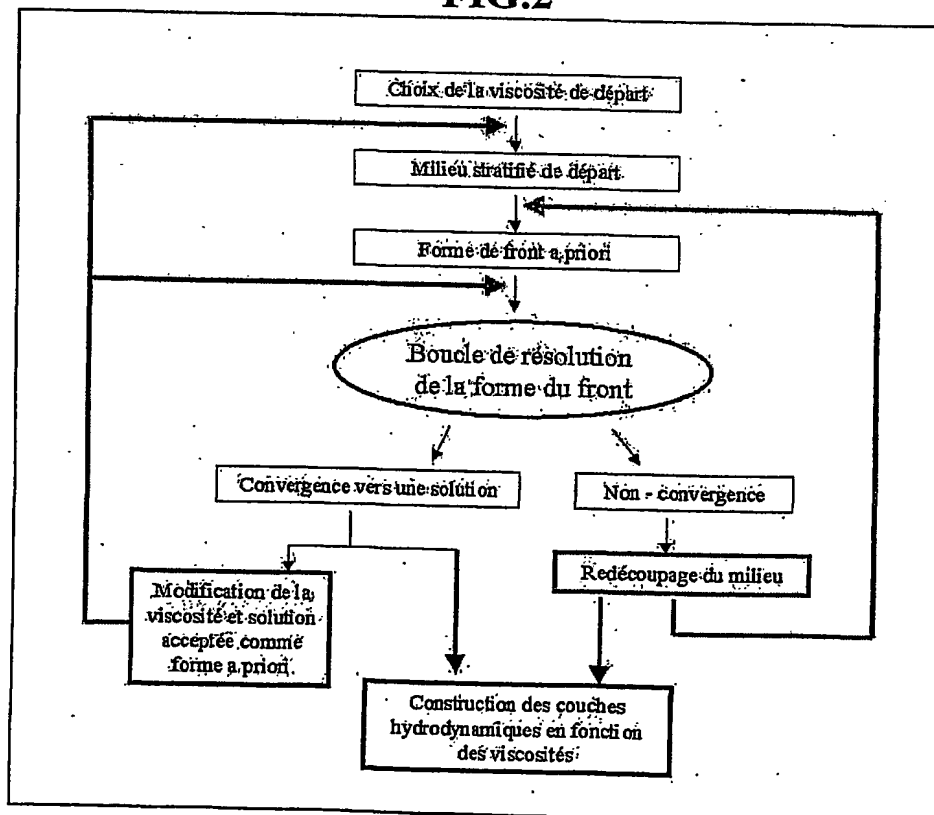 FIG.2
Choix de la viscosité de départ
Milieu stratifié de départ
Forme de front a priori
Boucle de résolution
de la forme du front
Convergence vers une solution
Non - convergence
Modification de la
viscosité et solution
acceptée comme
forme a priori.
Redécoupage du milieu
Construction des couches
hydrodynamiques en fonction
des viscosités